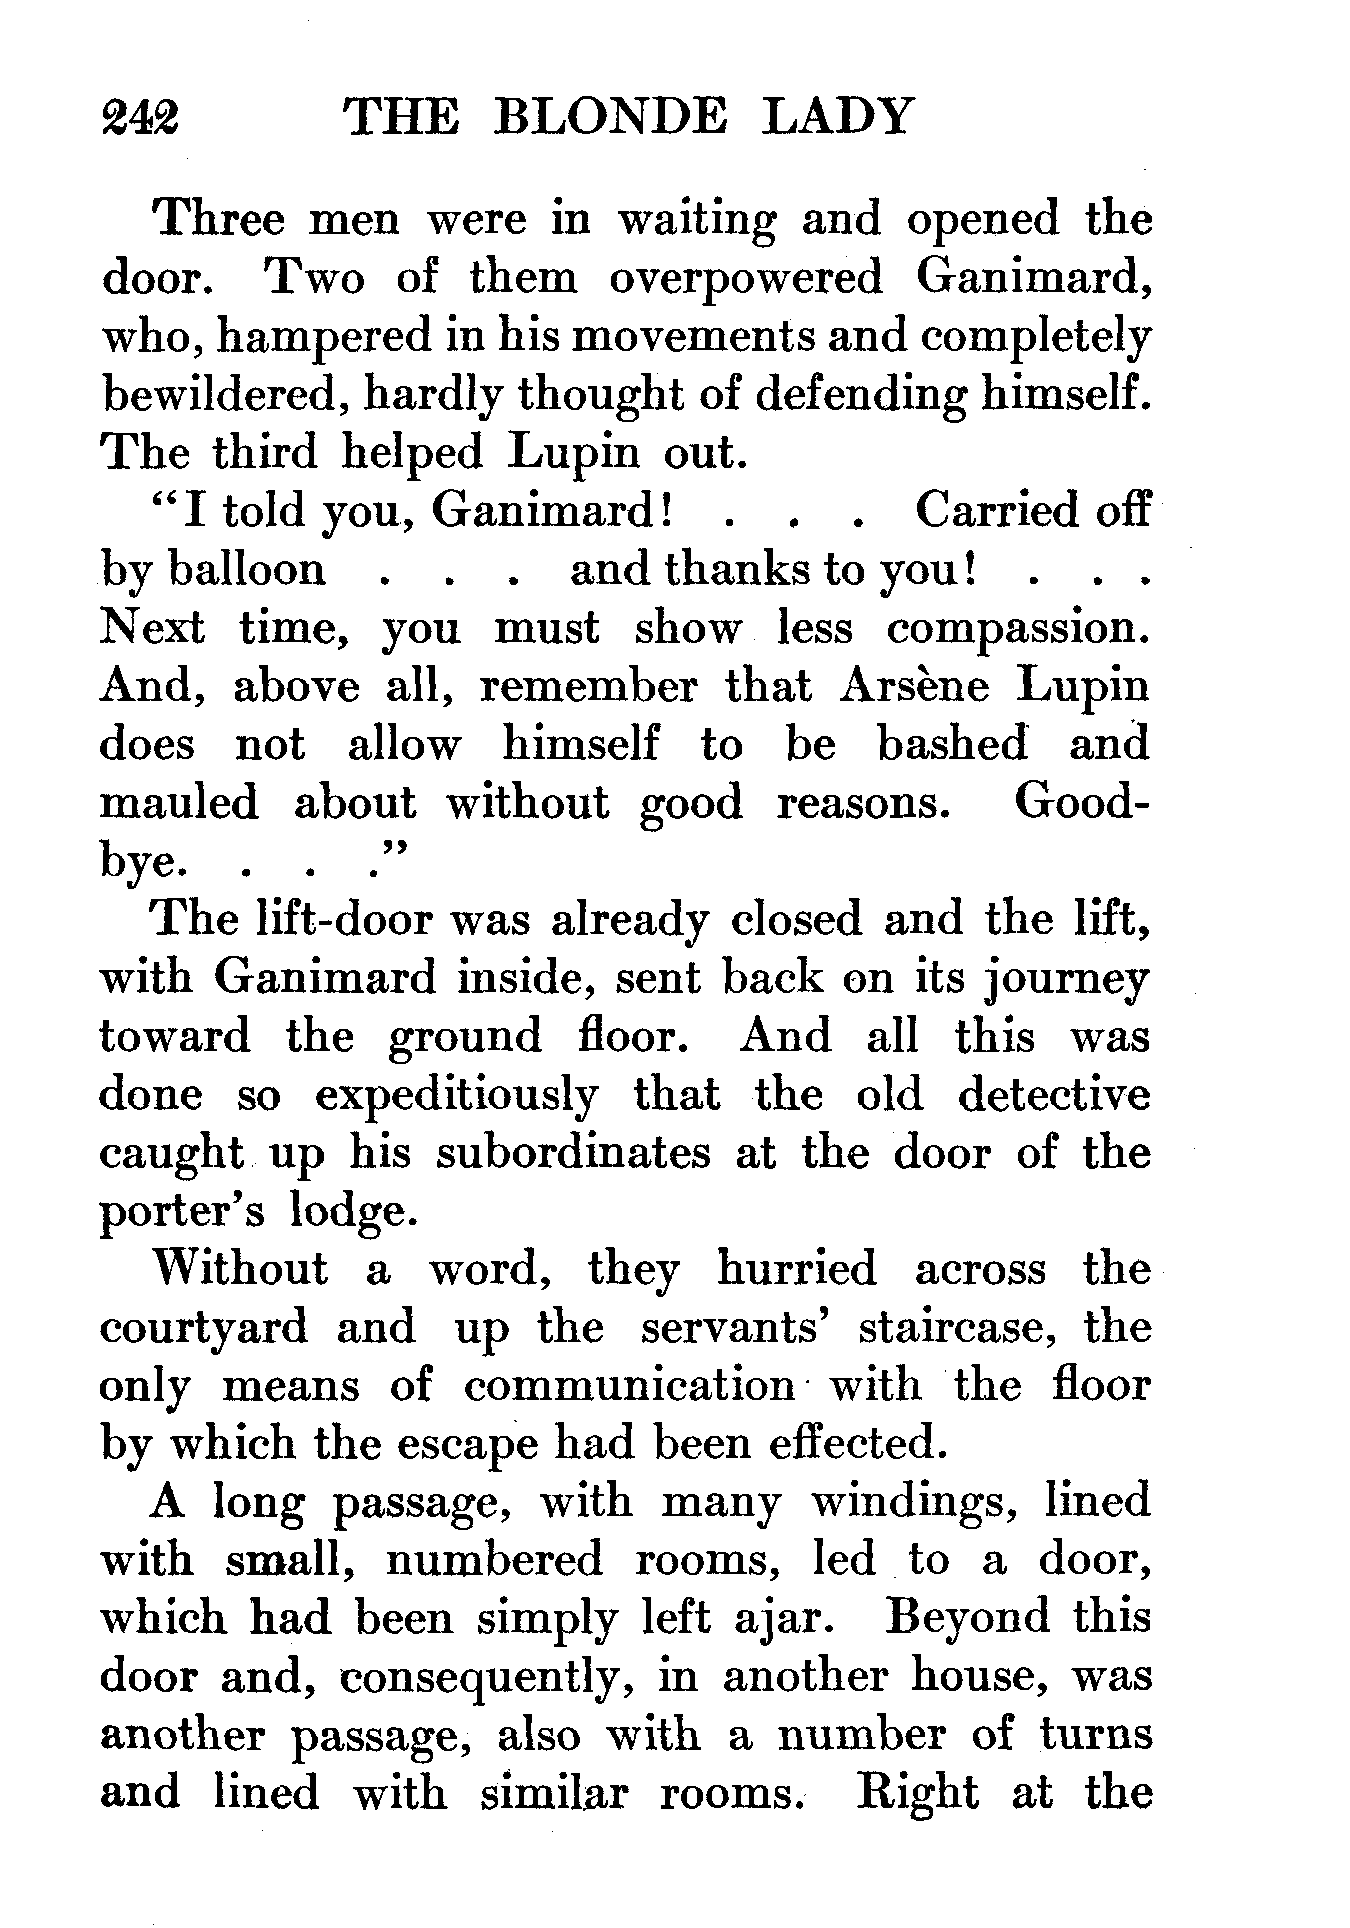 242 THE BLONDE LADY
Three men were in waiting and opened the
door. Two of them overpowered Ganimard,
who, hampered in his movements and completely
bewildered, hardly thought of defending himself.
The third helped Lupin out.
“I told you, Ganimard! . . . Carried off
by balloon . . . and thanks to you! . . .
Next time, you must show less compassion.
And, above all, remember that Arsène Lupin
does not allow himself to be bashed and
mauled about without good reasons. Good-
bye. . . .”
The lift-door was already closed and the lift,
with Ganimard inside, sent back on its journey
toward the ground floor. And all this was
done so expeditiously that the old detective
caught up his subordinates at the door of the
porter’s lodge.
Without a word, they hurried across the
courtyard and up the servants’ staircase, the
only means of communication with the floor
by which the escape had been effected.
A long passage, with many windings, lined
with small, numbered rooms, led to a door,
which had been simply left ajar. Beyond this
door and, consequently, in another house, was
another passage, also with a number of turns
and lined with similar rooms. Right at the